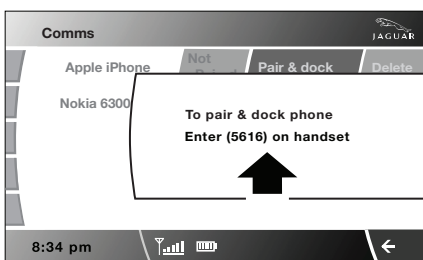 Comms
JAGUAR
Apple iPhone
Not
Pair & dock
Delete
Nokia 6300
To pair & dock phone
Enter (5616) on handset
8:34 pm